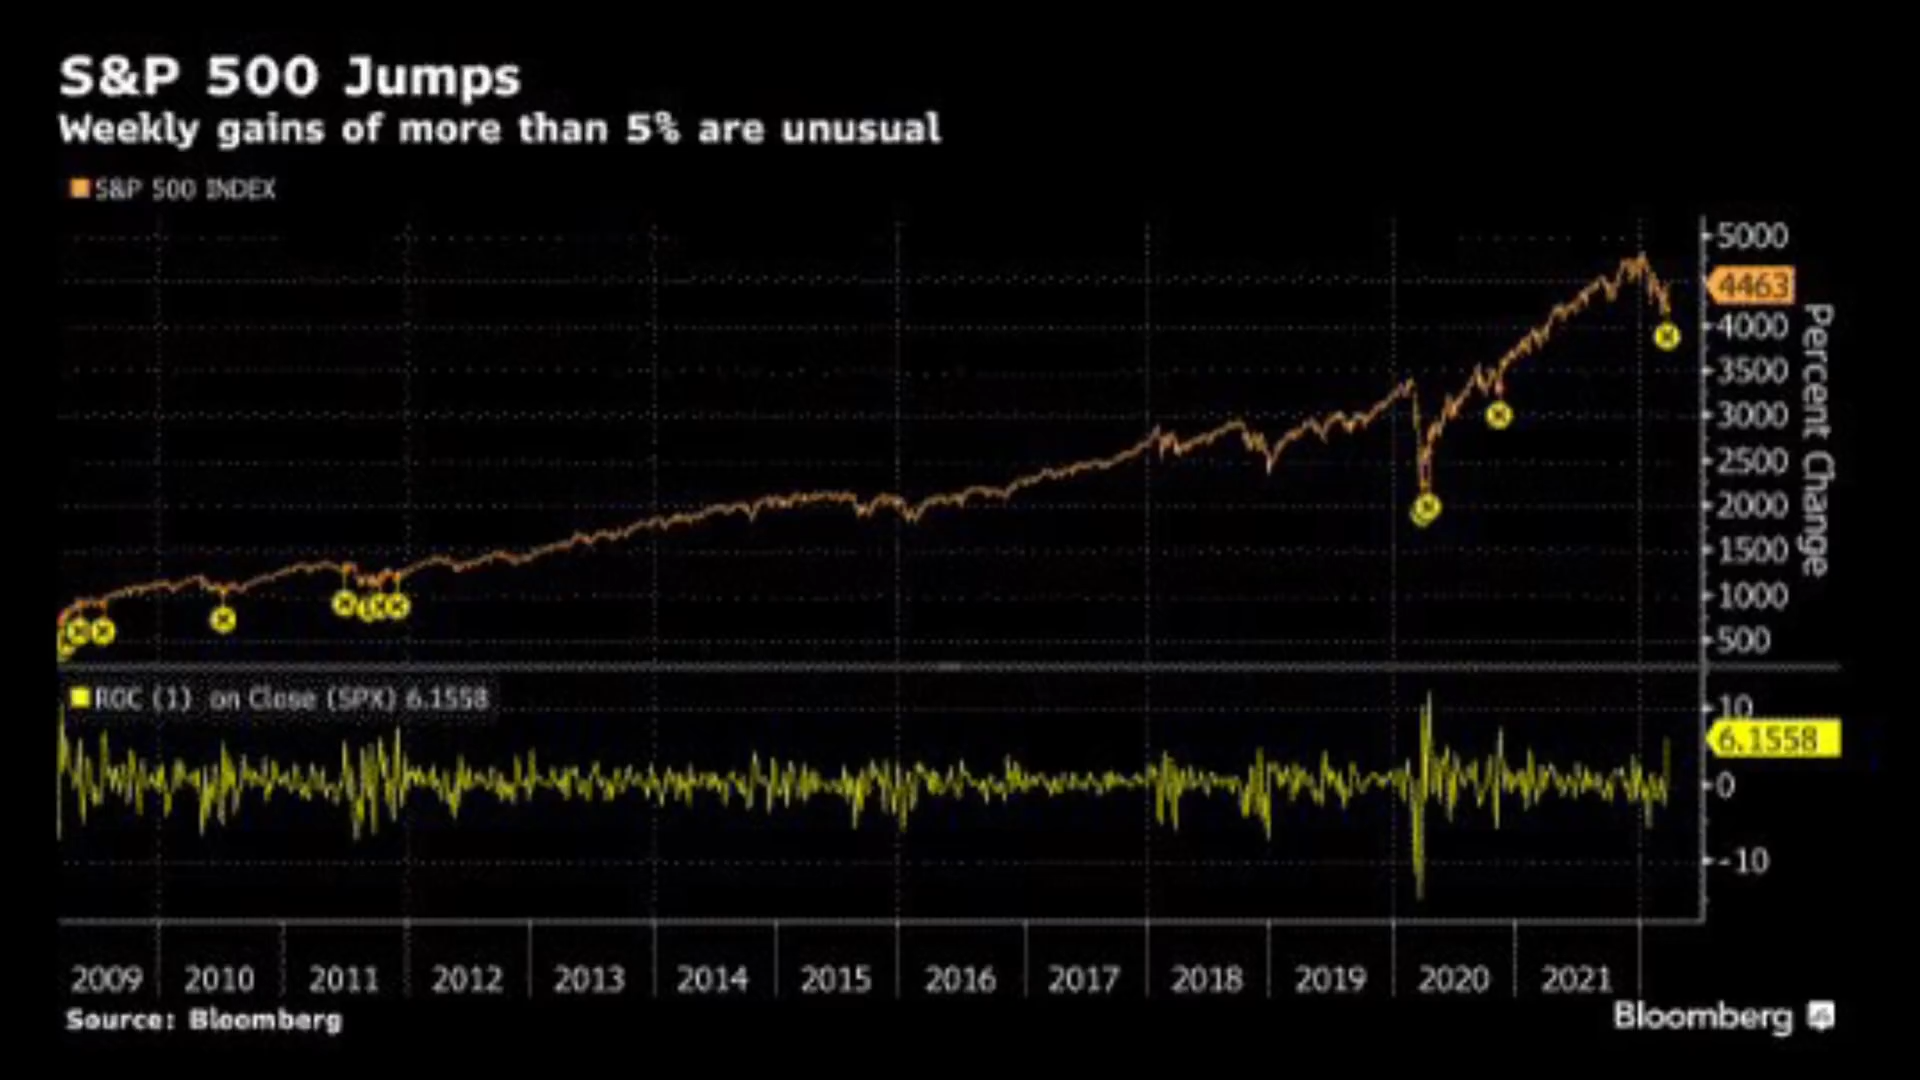 S&P 500 Jumps
Weekly gains of more than 5% are unusual
S&P 500 INDEX
5000
4463
4000
3500
3000
2500
2000
1500
1000
500
Percent Change
ROC (1) on Close (SPX) 6.1558
10
6.1558
0
-10
2009 2010 2011 2012 2013 2014 2015 2016 2017 2018 2019 2020 2021
Source: Bloomberg
Bloomberg